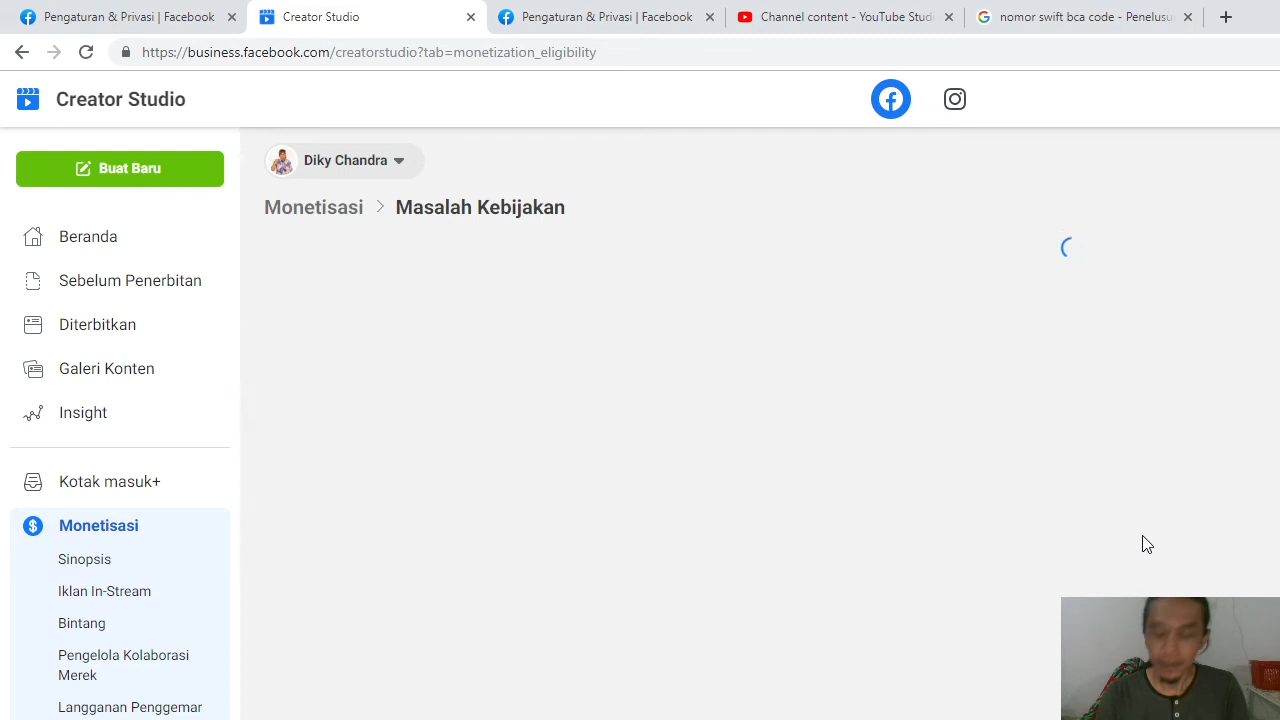 Pengaturan & Privasi | Facebook
Creator Studio
Pengaturan & Privasi | Facebook
Channel content - YouTube Studi
nomor swift bca code - Penelusu
https://business.facebook.com/creatorstudio?tab=monetization_eligibility
Creator Studio
Buat Baru
Diky Chandra
Monetisasi > Masalah Kebijakan
Beranda
Sebelum Penerbitan
Diterbitkan
Galeri Konten
Insight
Kotak masuk+
Monetisasi
Sinopsis
Iklan In-Stream
Bintang
Pengelola Kolaborasi
Merek
Langganan Penggemar